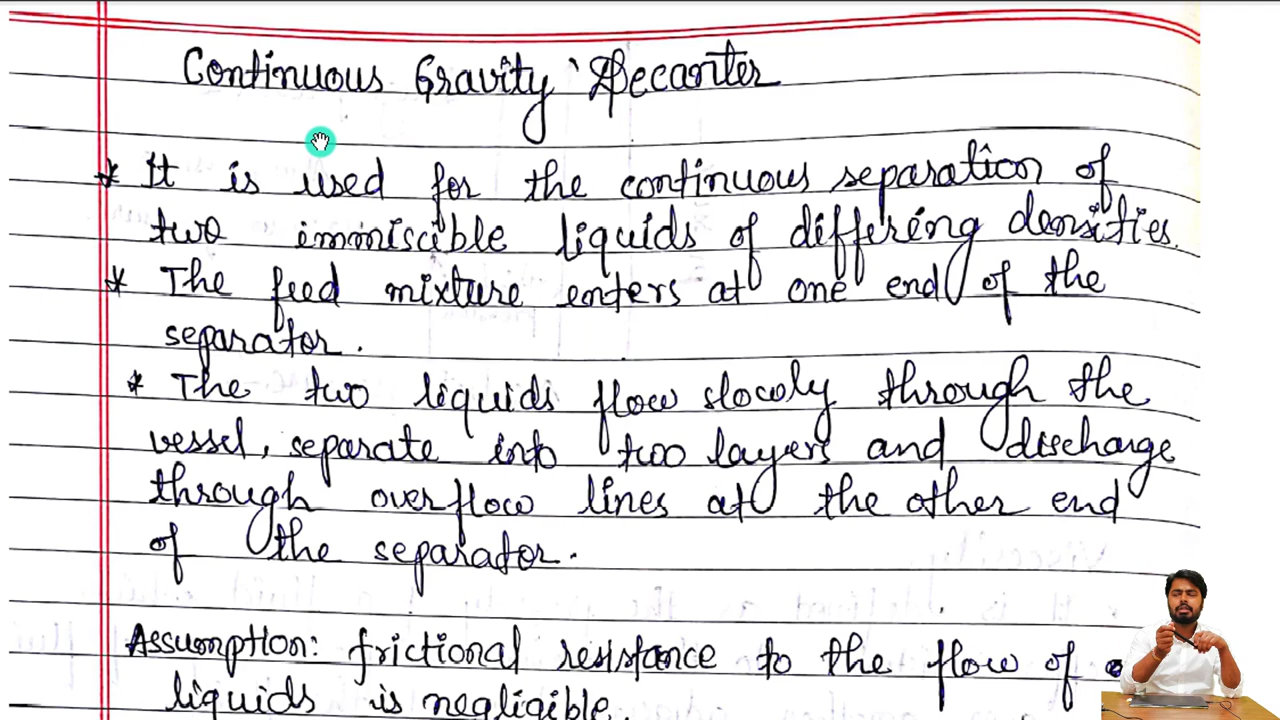 Continuous Gravity Decanter
* It is used for the continuous separation of
two immiscible liquids of differing densities.
* The feed mixture enters at one end of the
separator.
* The two liquids flow slowly through the
vessel, separate into two layers and discharge
through overflow lines at the other end
of the separator.
Assumption: frictional resistance to the flow of
liquids is negligible.